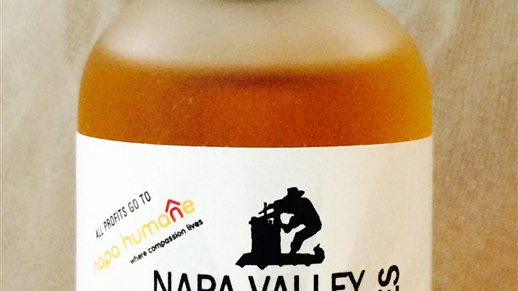 ALL PROFITS GO TO
napa humane
where compassion lives
NAPA VALLEY